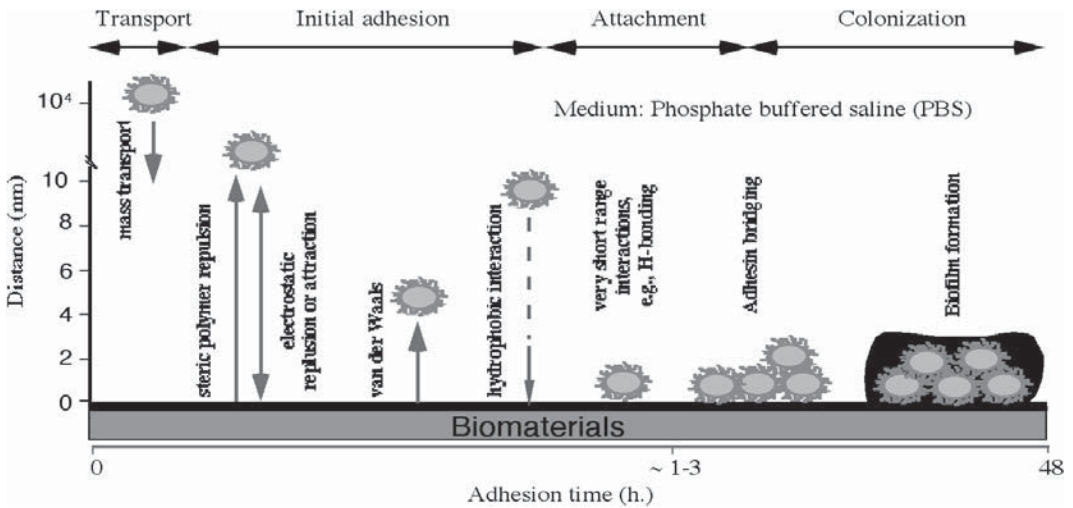 Transport
Initial adhesion
Attachment
Colonization
Medium: Phosphate buffered saline (PBS)
Distance (nm)
10⁴
10
8
6
4
2
0
mass transport
steric polymer repulsion
electrostatic
replusion or attraction
van der Waals
hydrophobic interaction
very short range
interactions,
e.g., H-bonding
Adhesin bridging
Biofilm formation
Biomaterials
0
~ 1-3
48
Adhesion time (h.)